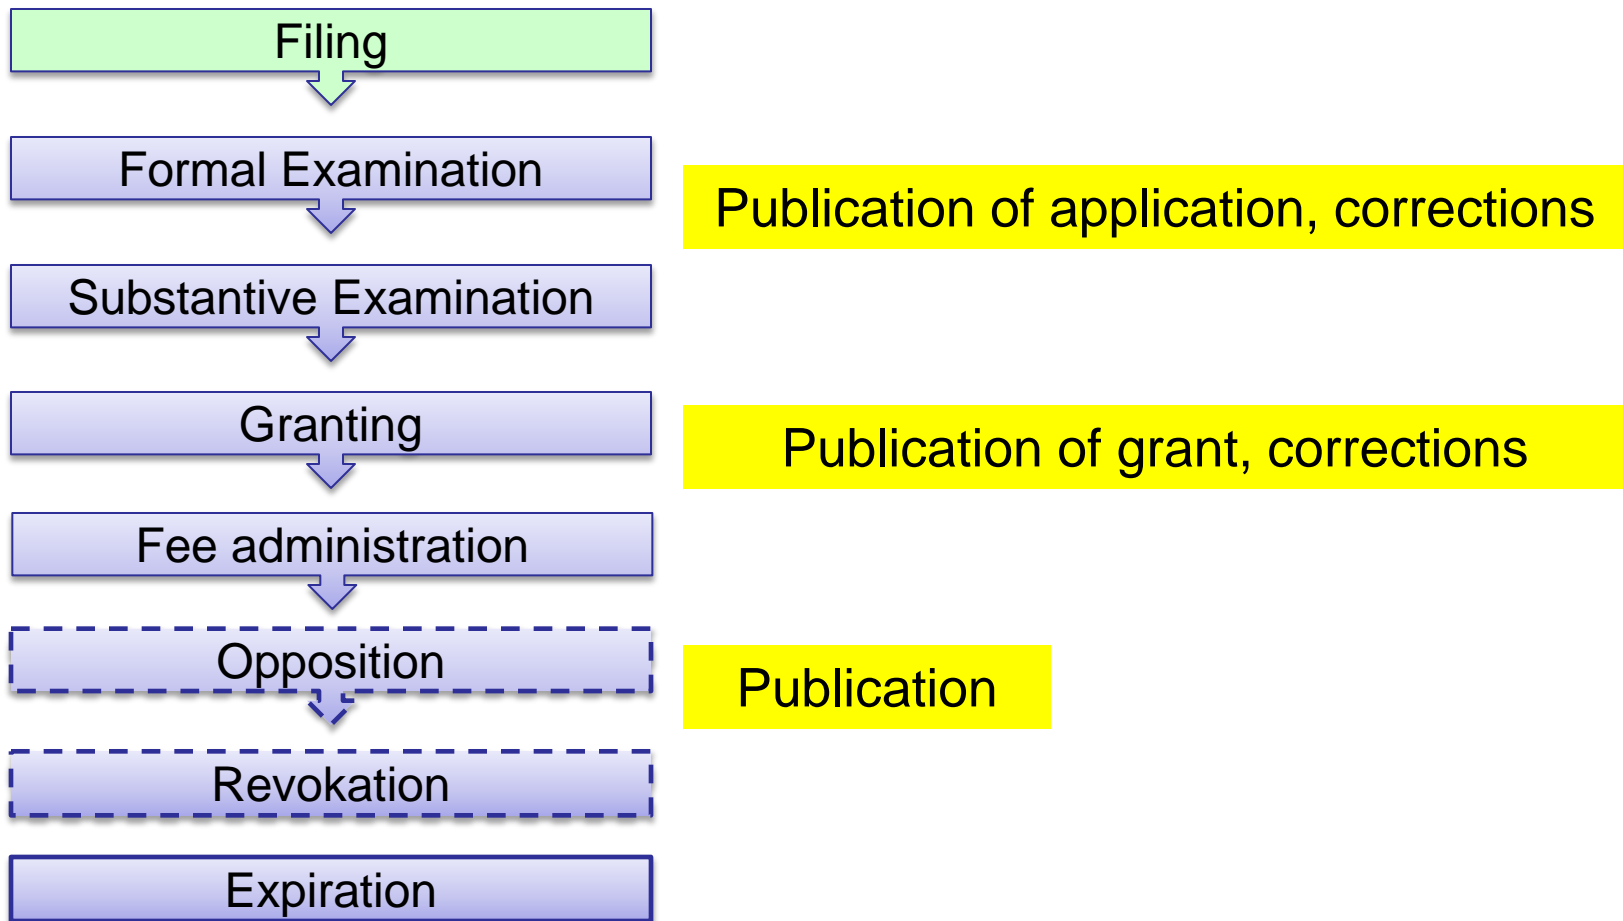 Filing
Formal Examination
Publication of application, corrections
Substantive Examination
Granting
Publication of grant, corrections
Fee administration
Opposition
Publication
Revokation
Expiration